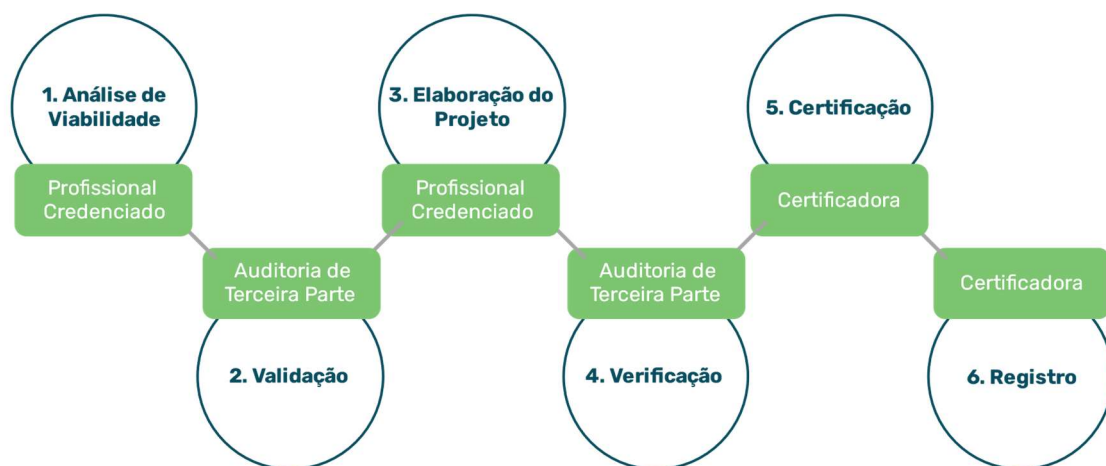 1. Análise de
Viabilidade
Profissional
Credenciado
Auditoria de
Terceira Parte
2. Validação
3. Elaboração do
Projeto
Profissional
Credenciado
Auditoria de
Terceira Parte
4. Verificação
5. Certificação
Certificadora
Certificadora
6. Registro